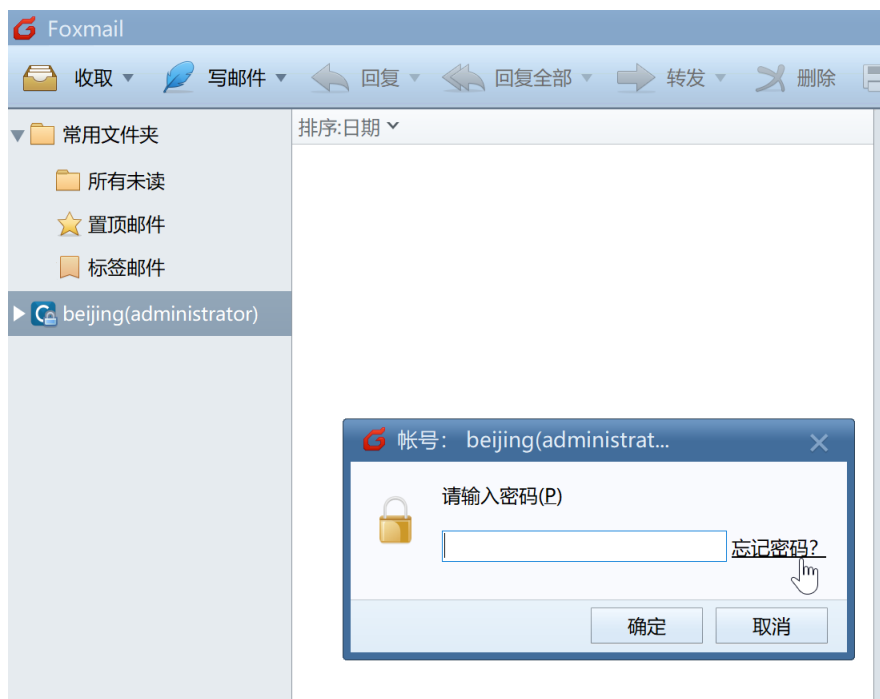 Foxmail
收取 写邮件 回复 回复全部 转发 删除
常用文件夹
排序:日期
所有未读
置顶邮件
标签邮件
beijing(administrator)
帐号: beijing(administrat...
请输入密码(P)
忘记密码?
确定 取消